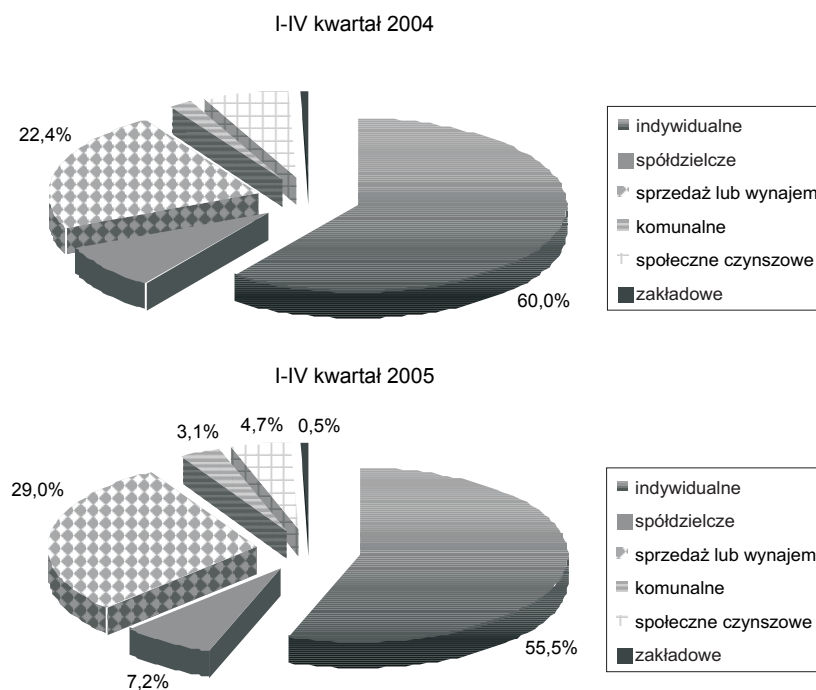 I-IV kwartał 2004
22,4%
60,0%
indywidualne
spółdzielcze
sprzedaż lub wynajem
komunalne
społeczne czynszowe
zakładowe
I-IV kwartał 2005
3,1%
4,7%
0,5%
29,0%
55,5%
7,2%
indywidualne
spółdzielcze
sprzedaż lub wynajem
komunalne
społeczne czynszowe
zakładowe